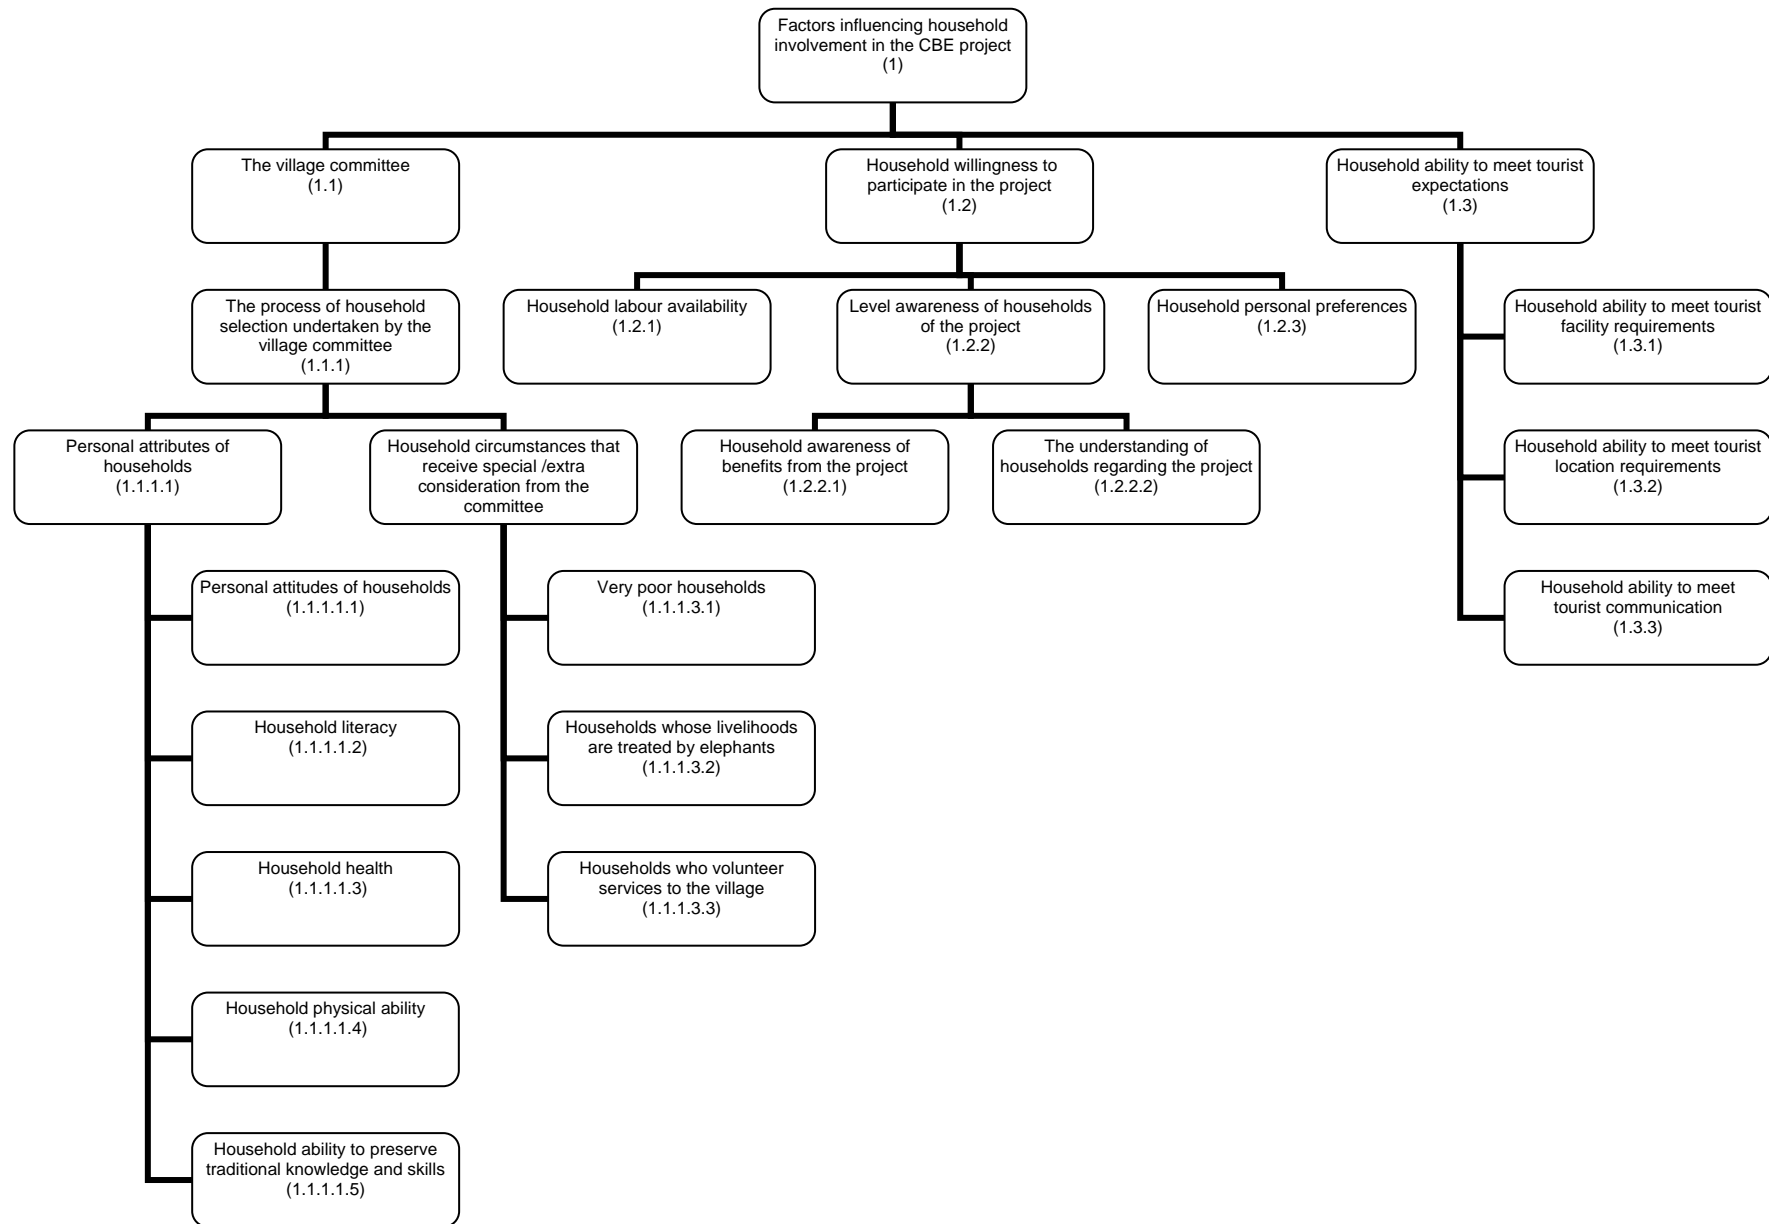 Factors influencing household
involvement in the CBE project
(1)
The village committee
(1.1)
Household willingness to
participate in the project
(1.2)
Household ability to meet tourist
expectations
(1.3)
The process of household
selection undertaken by the
village committee
(1.1.1)
Household labour availability
(1.2.1)
Level awareness of households
of the project
(1.2.2)
Household personal preferences
(1.2.3)
Household ability to meet tourist
facility requirements
(1.3.1)
Personal attributes of
households
(1.1.1.1)
Household circumstances that
receive special /extra
consideration from the
committee
Household awareness of
benefits from the project
(1.2.2.1)
The understanding of
households regarding the project
(1.2.2.2)
Household ability to meet tourist
location requirements
(1.3.2)
Personal attitudes of households
(1.1.1.1.1)
Very poor households
(1.1.1.3.1)
Household ability to meet
tourist communication
(1.3.3)
Household literacy
(1.1.1.1.2)
Households whose livelihoods
are treated by elephants
(1.1.1.3.2)
Household health
(1.1.1.1.3)
Households who volunteer
services to the village
(1.1.1.3.3)
Household physical ability
(1.1.1.1.4)
Household ability to preserve
traditional knowledge and skills
(1.1.1.1.5)